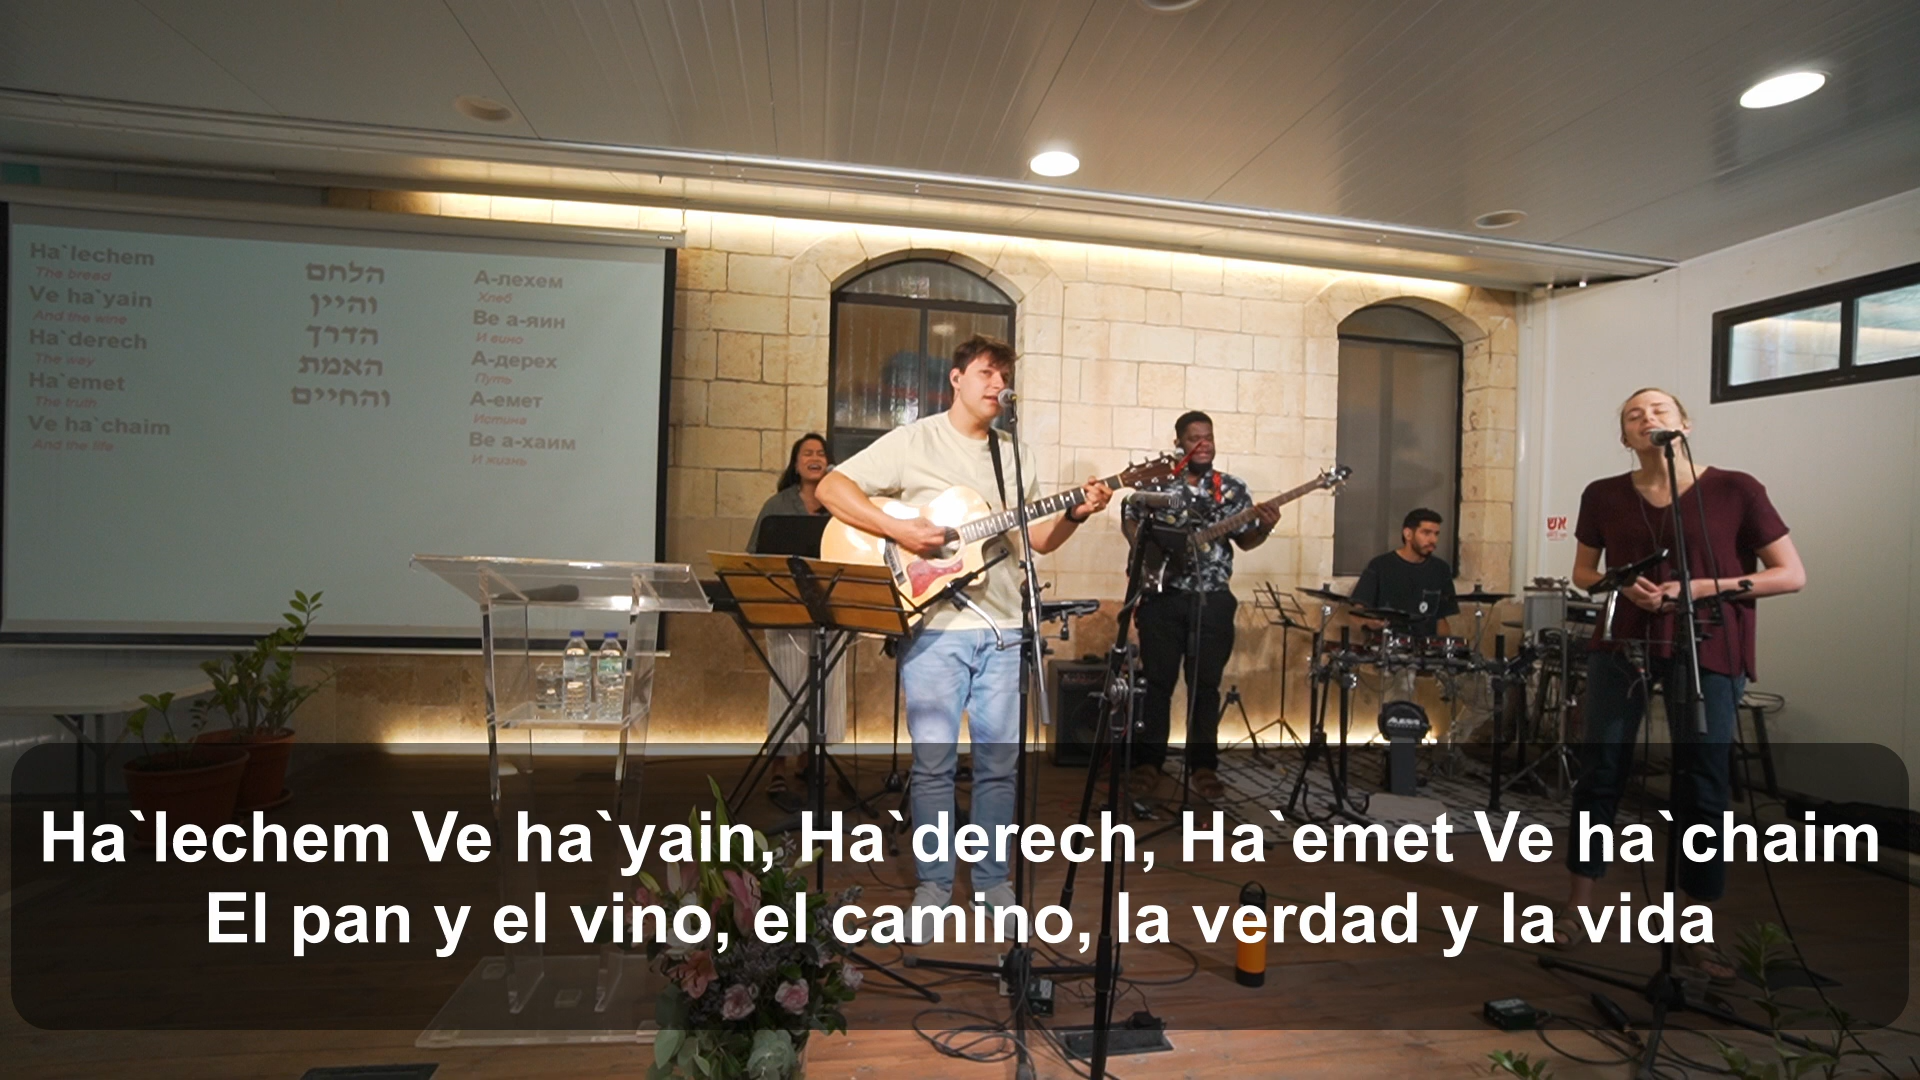 Ha`lechem
The bread
Ve ha`yain
And the wine
Ha`derech
The way
Ha`emet
The truth
Ve ha`chaim
And the life
הלחם
והיין
הדרך
האמת
והחיים
А-лехем
Хлеб
Ве а-яин
И вино
А-дерех
Путь
А-емет
Истина
Ве а-хаим
И жизнь
אש
ALESIS
Ha`lechem Ve ha`yain, Ha`derech, Ha`emet Ve ha`chaim
El pan y el vino, el camino, la verdad y la vida